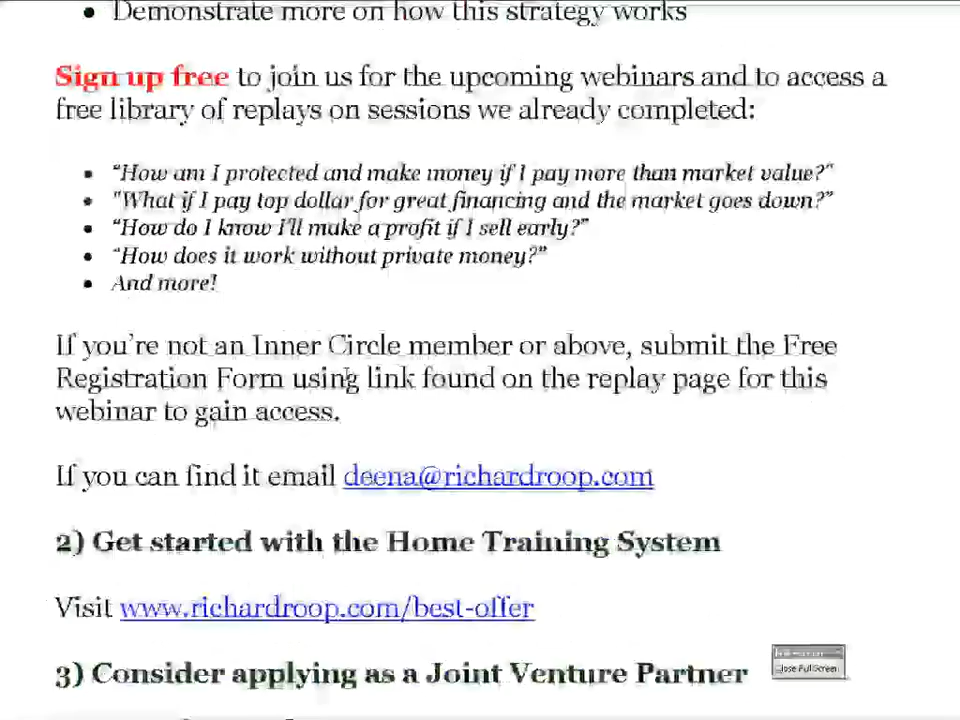 Demonstrate more on how this strategy works
Sign up free to join us for the upcoming webinars and to access a
free library of replays on sessions we already completed:
"How am I protected and make money if I pay more than market value?"
"What if I pay top dollar for great financing and the market goes down?"
"How do I know I'll make a profit if I sell early?"
"How does it work without private money?"
And more!
If you're not an Inner Circle member or above, submit the Free
Registration Form using link found on the replay page for this
webinar to gain access.
If you can find it email deena@richardroop.com
2) Get started with the Home Training System
Visit www.richardroop.com/best-offer
3) Consider applying as a Joint Venture Partner
Close Full Screen